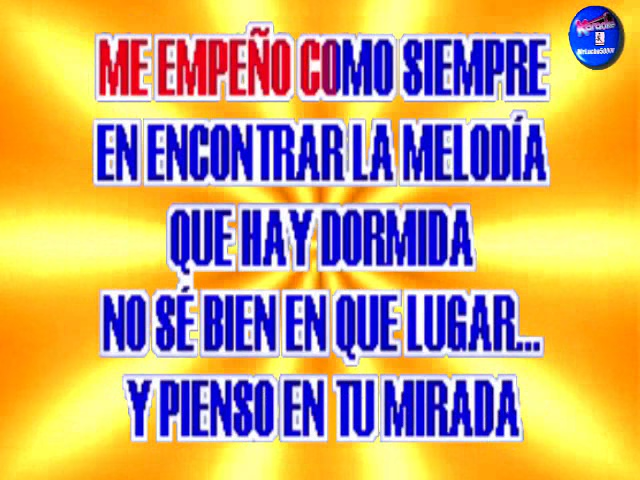 Karaoke
ME EMPEÑO COMO SIEMPRE
EN ENCONTRAR LA MELODÍA
QUE HAY DORMIDA
NO SÉ BIEN EN QUE LUGAR...
Y PIENSO EN TU MIRADA